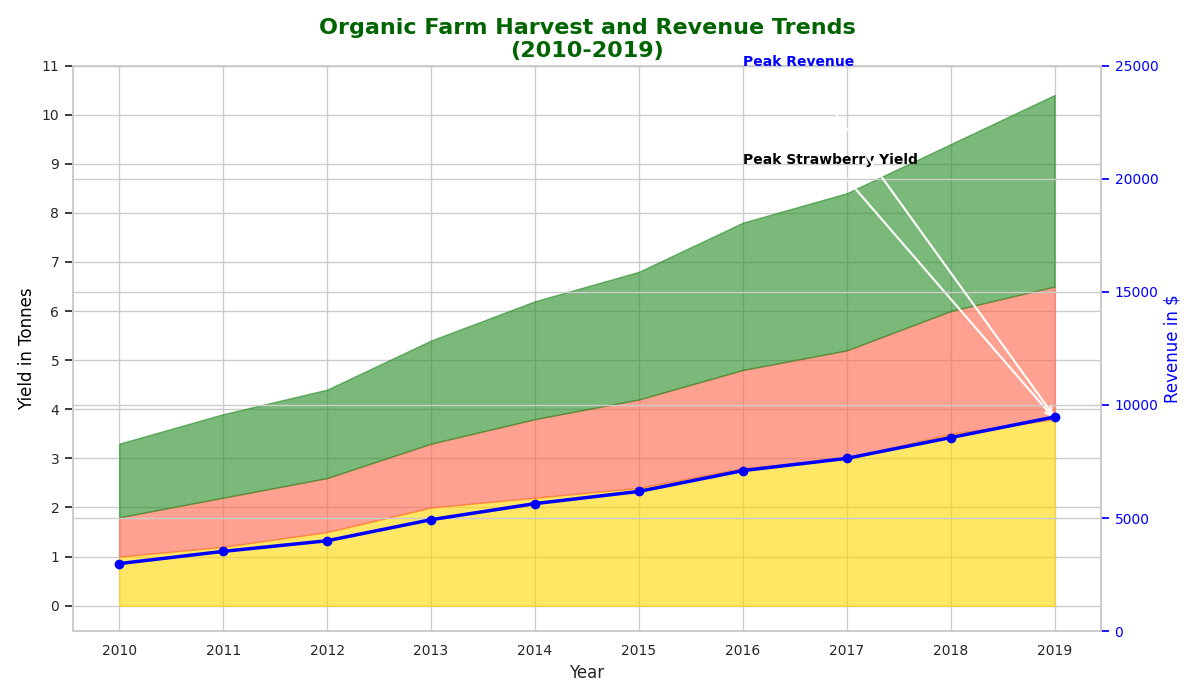 Organic Farm Harvest and Revenue Trends
(2010-2019)
Peak Revenue
Peak Strawberry Yield
11
10
9
8
7
6
5
4
3
2
1
0
Yield in Tonnes
25000
20000
15000
10000
5000
0
Revenue in $
2010 2011 2012 2013 2014 2015 2016 2017 2018 2019
Year